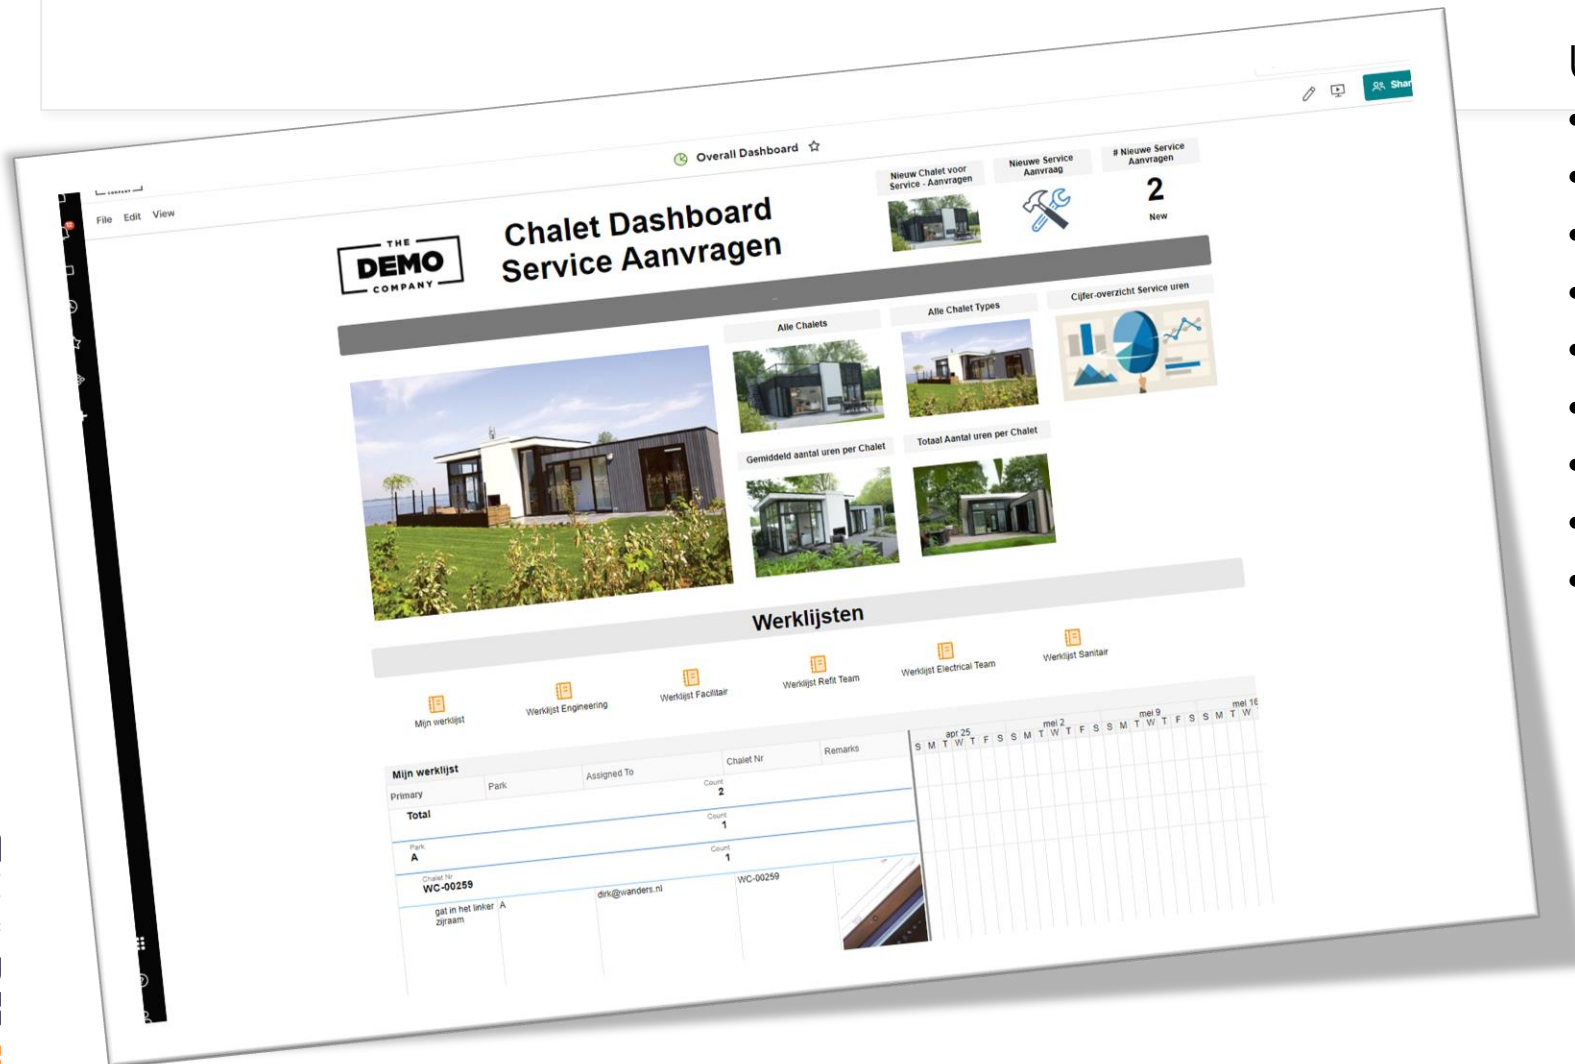 Overall Dashboard
Share
File Edit View
THE
DEMO
COMPANY
Chalet Dashboard
Service Aanvragen
Nieuw Chalet voor
Service - Aanvragen
Nieuwe Service
Aanvraag
# Nieuwe Service
Aanvragen
2
New
Alle Chalets
Alle Chalet Types
Cijfer-overzicht Service uren
Gemiddeld aantal uren per Chalet
Totaal Aantal uren per Chalet
Werklijsten
Mijn werklijst
Werklijst Engineering
Werklijst Facilitair
Werklijst Refit Team
Werklijst Electrical Team
Werklijst Sanitair
Mijn werklijst
Primary Park Assigned To Chalet Nr Remarks
apr 25 mei 2 mei 9 mei 16
S M T W T F S S M T W T F S S M T W T F S S M T W
Total
Count
2
Park
A
Count
1
Chalet Nr
WC-00259
Count
1
gat in het linker
zijraam
A
dirk@wanders.nl
WC-00259